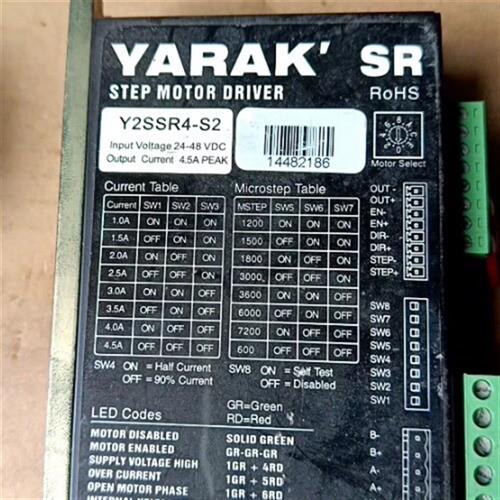 YARAK' SR
STEP MOTOR DRIVER
RoHS
Y2SSR4-S2
Input Voltage 24-48 VDC
Output Current 4.5A PEAK
14482186
Motor Select
Current Table
Current SW1 SW2 SW3
1.0A ON ON ON
1.5A OFF ON ON
2.0A ON OFF ON
2.5A OFF OFF ON
3.0A ON ON OFF
3.5A OFF ON OFF
4.0A ON OFF OFF
4.5A OFF OFF OFF
SW4 ON = Half Current
OFF = 90% Current
Microstep Table
MSTEP SW5 SW6 SW7
1200 ON ON ON
1500 OFF ON ON
1800 ON OFF ON
3000 OFF OFF ON
3600 ON ON OFF
6000 OFF ON OFF
7200 ON OFF OFF
600 OFF OFF OFF
SW8 ON = Self Test
OFF = Disabled
OUT -
OUT+
EN-
EN+
DIR-
DIR+
STEP-
STEP+
SW8
SW7
SW6
SW5
SW4
SW3
SW2
SW1
B-
B+
A-
A+
LED Codes
GR=Green
RD=Red
MOTOR DISABLED SOLID GREEN
MOTOR ENABLED GR-GR-GR
SUPPLY VOLTAGE HIGH 1GR + 4RD
OVER CURRENT 1GR + 5RD
OPEN MOTOR PHASE 1GR + 6RD